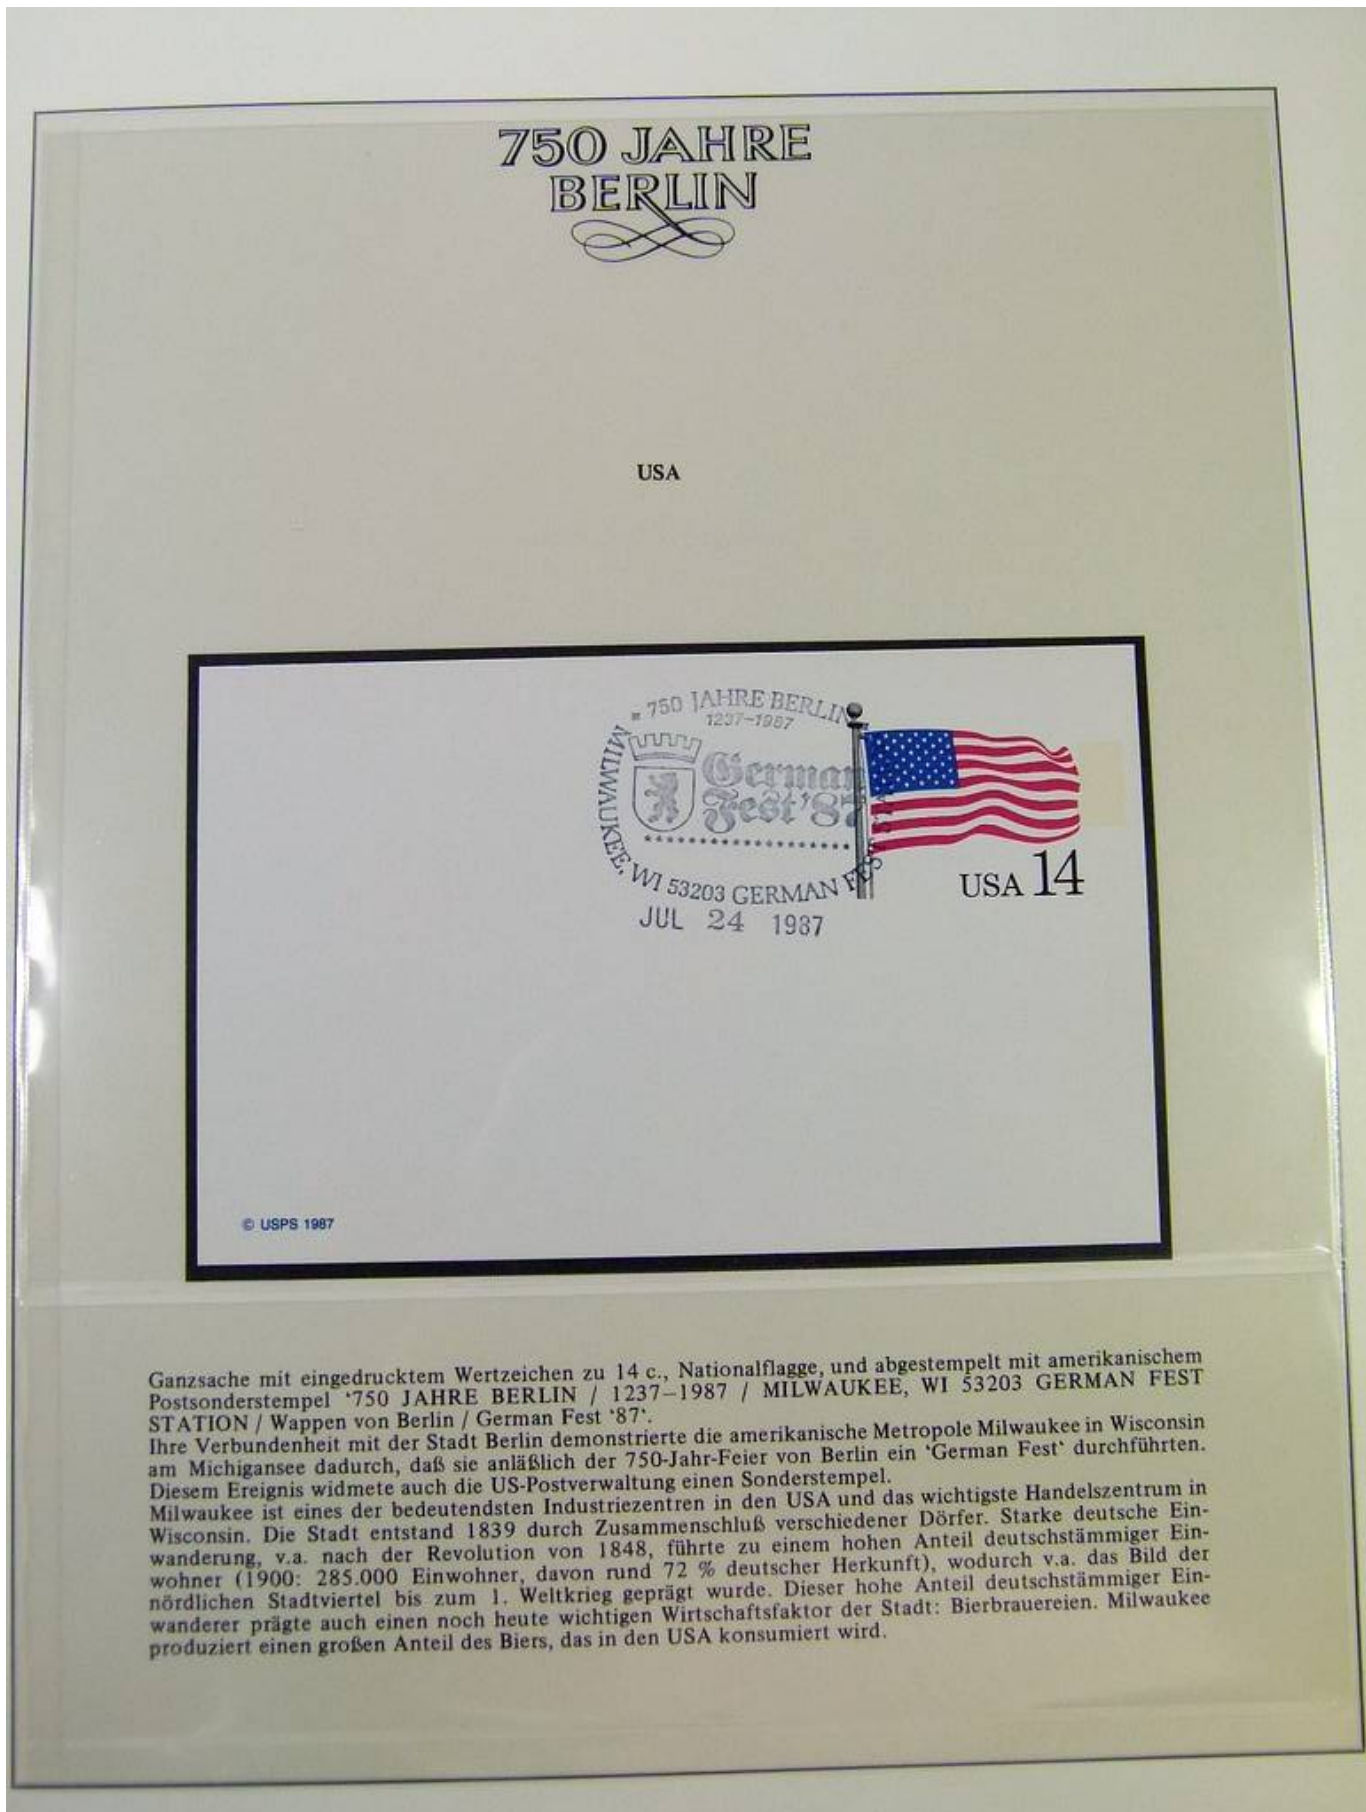 750 JAHRE
BERLIN
USA
750 JAHRE BERLIN
1237-1987
German
Fest '87
MILWAUKEE, WI 53203 GERMAN FEST
JUL 24 1987
USA 14
© USPS 1987
Ganzsache mit eingedrucktem Wertzeichen zu 14 c., Nationalflagge, und abgestempelt mit amerikanischem
Postsonderstempel ‘750 JAHRE BERLIN / 1237–1987 / MILWAUKEE, WI 53203 GERMAN FEST
STATION / Wappen von Berlin / German Fest ‘87‘.
Ihre Verbundenheit mit der Stadt Berlin demonstrierte die amerikanische Metropole Milwaukee in Wisconsin
am Michigansee dadurch, daß sie anläßlich der 750-Jahr-Feier von Berlin ein ‘German Fest‘ durchführten.
Diesem Ereignis widmete auch die US-Postverwaltung einen Sonderstempel.
Milwaukee ist eines der bedeutendsten Industriezentren in den USA und das wichtigste Handelszentrum in
Wisconsin. Die Stadt entstand 1839 durch Zusammenschluß verschiedener Dörfer. Starke deutsche Ein-
wanderung, v.a. nach der Revolution von 1848, führte zu einem hohen Anteil deutschstämmiger Ein-
wohner (1900: 285.000 Einwohner, davon rund 72 % deutscher Herkunft), wodurch v.a. das Bild der
nördlichen Stadtviertel bis zum 1. Weltkrieg geprägt wurde. Dieser hohe Anteil deutschstämmiger Ein-
wanderer prägte auch einen noch heute wichtigen Wirtschaftsfaktor der Stadt: Bierbrauereien. Milwaukee
produziert einen großen Anteil des Biers, das in den USA konsumiert wird.